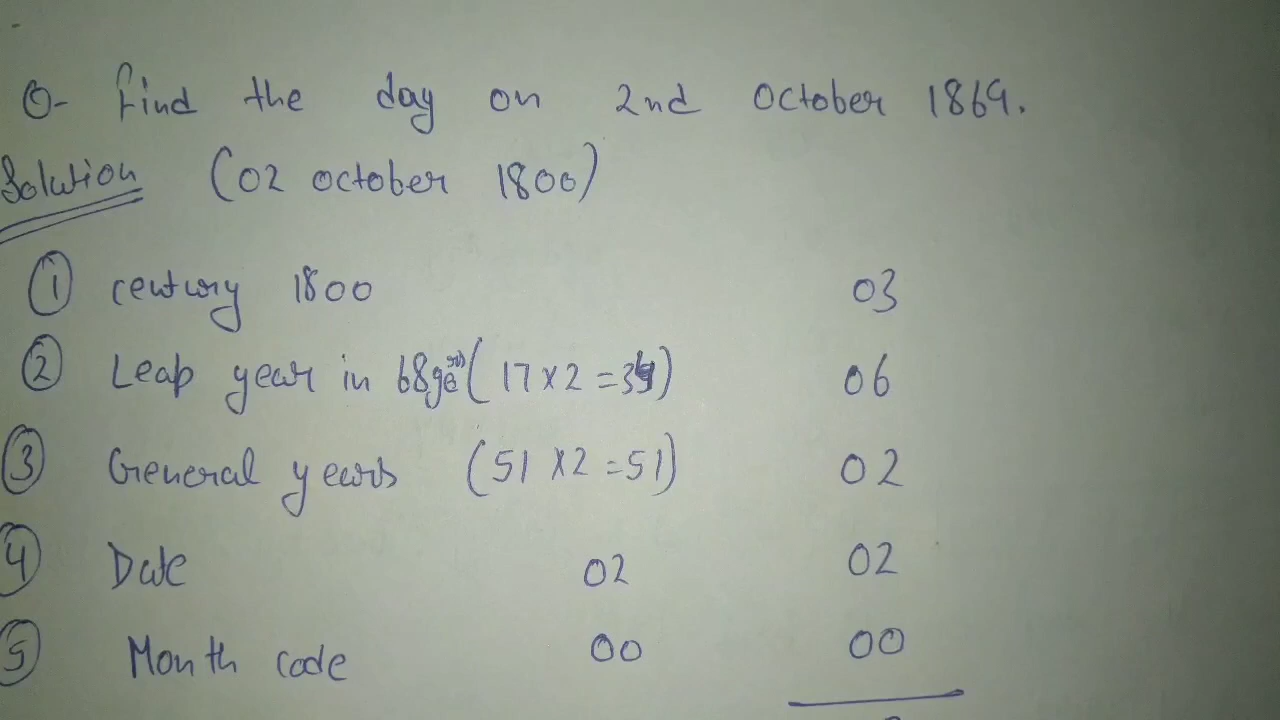 Q- Find the day on 2nd October 1869.
Solution (02 october 1800)
① century 1800 03
② Leap year in 68 (17 x 2 = 34) 06
③ General years (51 x 2 = 51) 02
④ Date 02 02
⑤ Month code 00 00